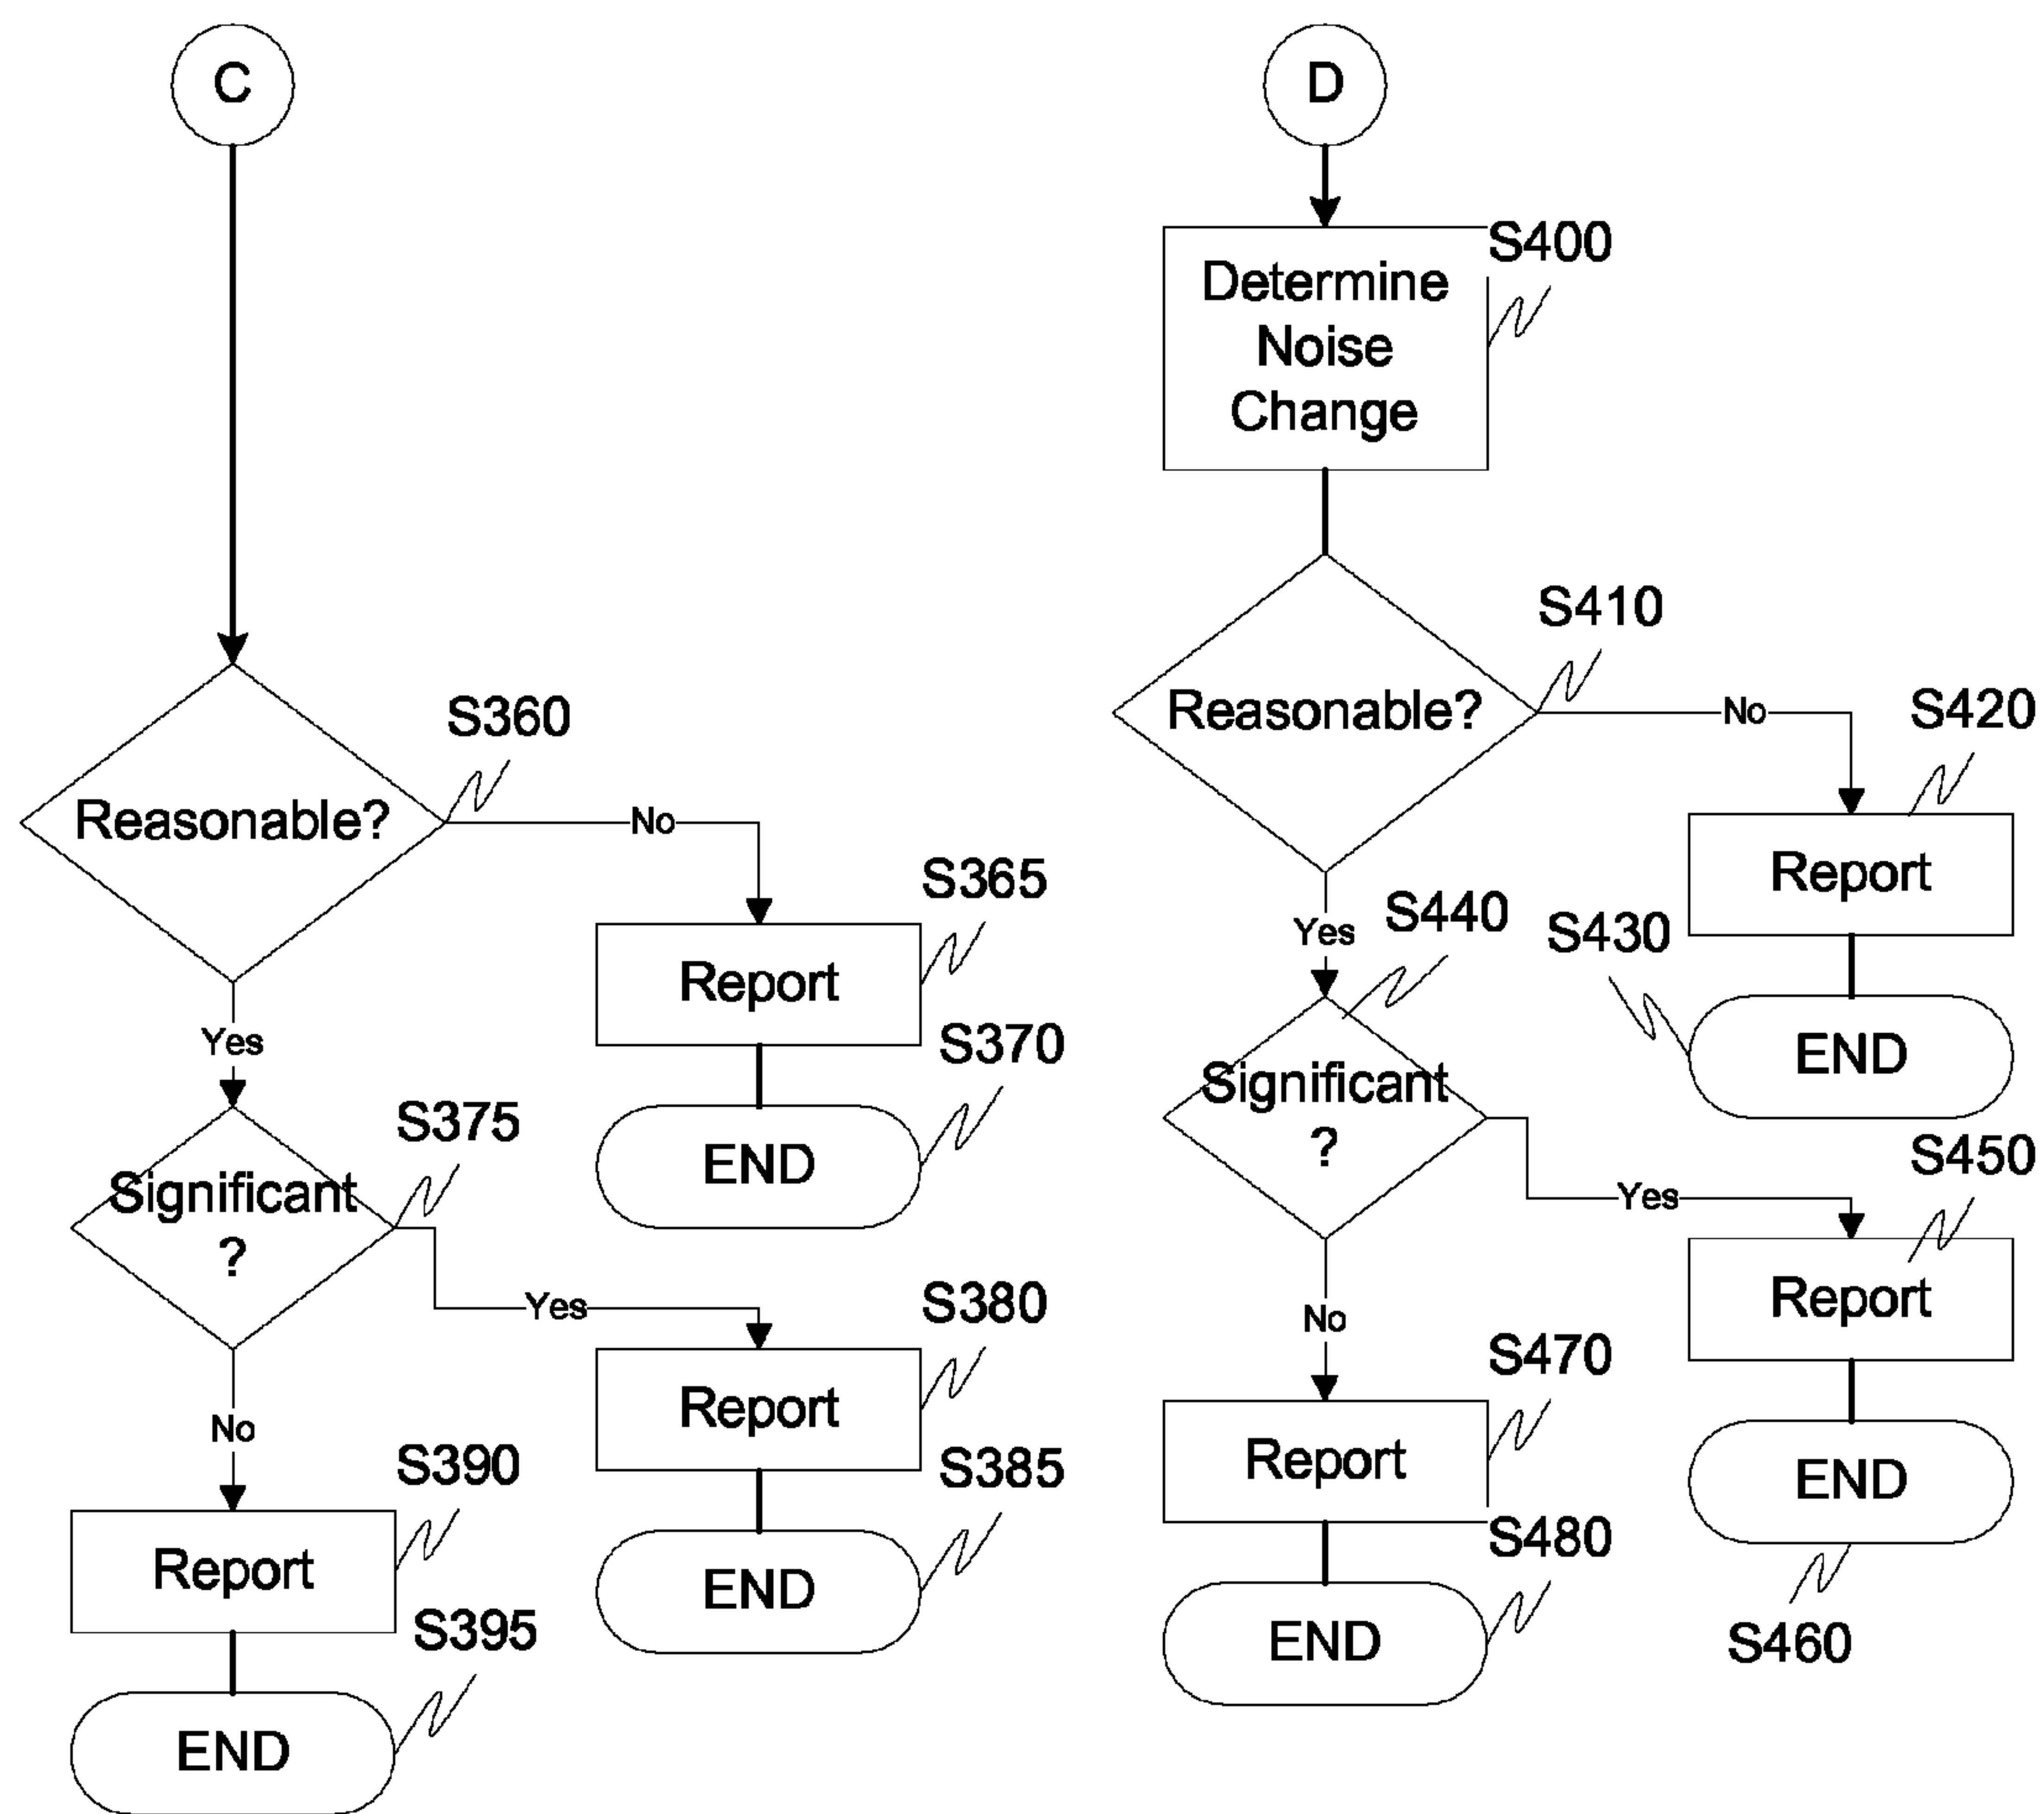 C
S360
Reasonable?
No
S365
Report
S370
END
Yes
S375
Significant
?
Yes
S380
Report
S385
END
No
S390
Report
S395
END
D
S400
Determine
Noise
Change
S410
Reasonable?
No
S420
Report
S430
END
Yes
S440
Significant
?
Yes
S450
Report
END
S460
No
S470
Report
S480
END